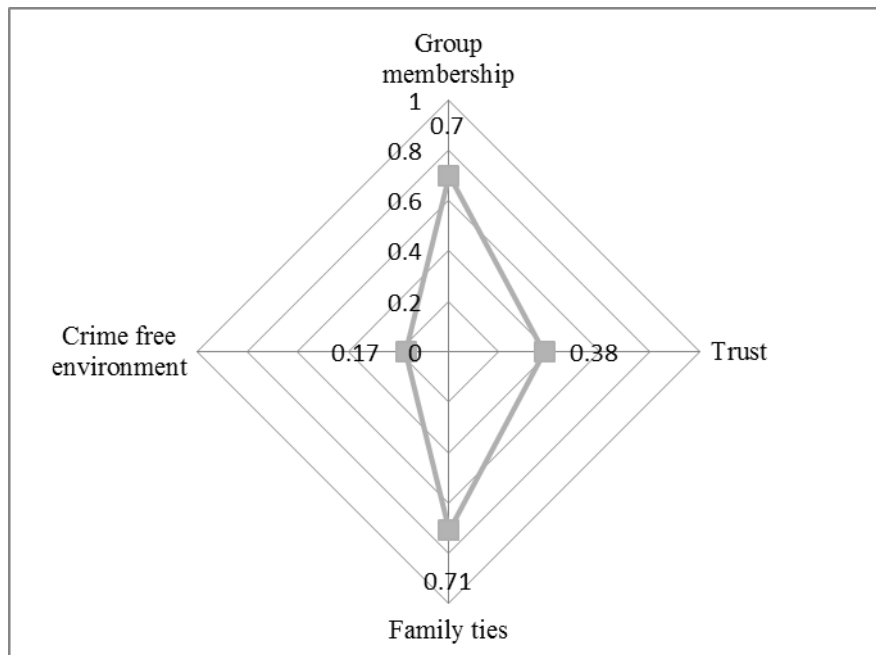 Group
membership
1
0.7
0.8
0.6
0.4
0.2
Crime free
environment
0.17
0
0.38
Trust
0.71
Family ties